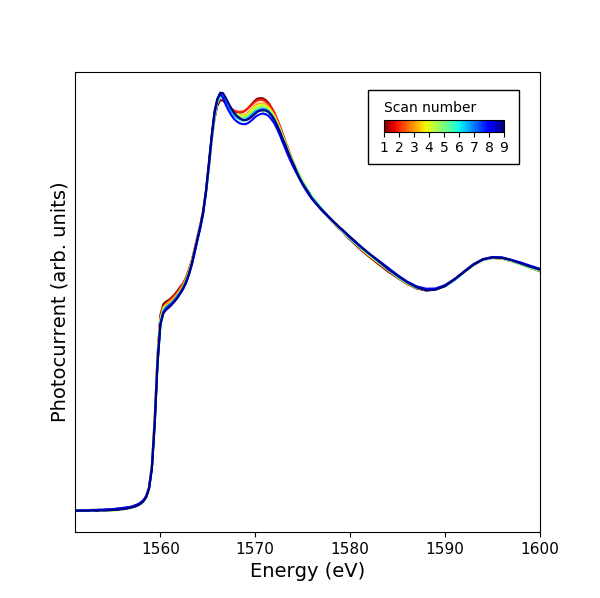 Scan number
1 2 3 4 5 6 7 8 9
Photocurrent (arb. units)
1560 1570 1580 1590 1600
Energy (eV)